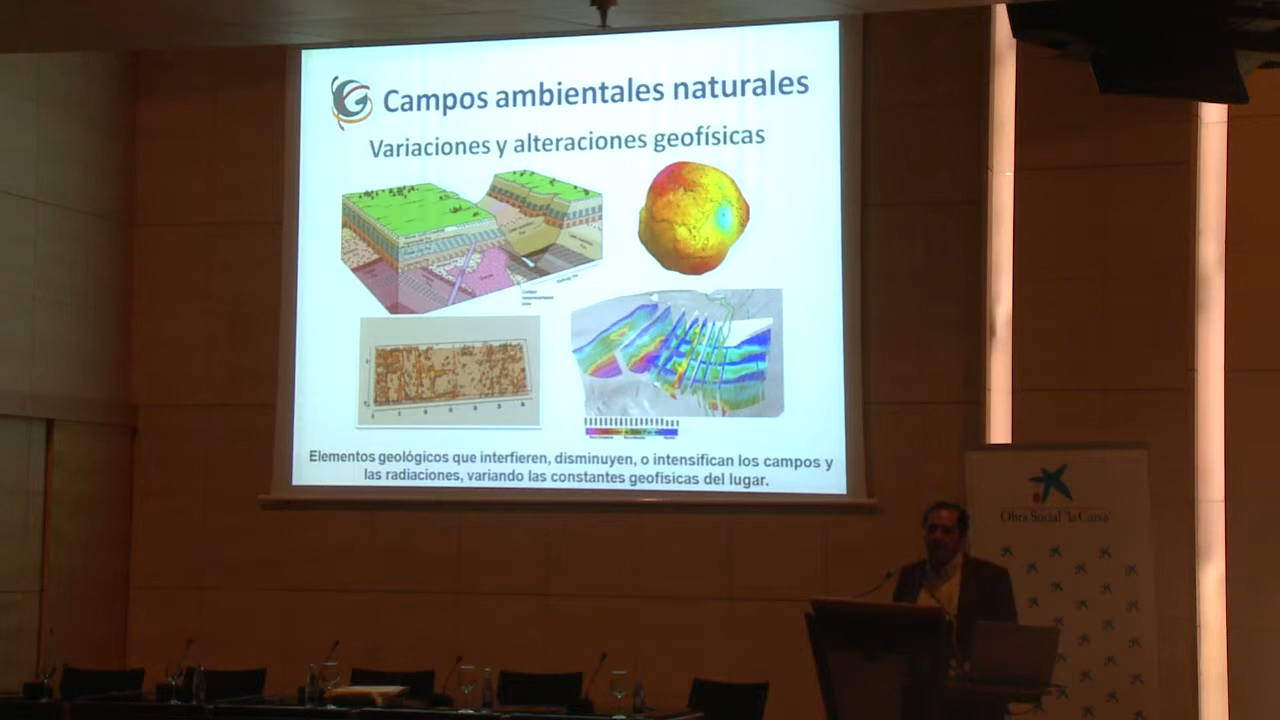 Campos ambientales naturales
Variaciones y alteraciones geofísicas
Elementos geológicos que interfieren, disminuyen, o intensifican los campos y
las radiaciones, variando las constantes geofísicas del lugar.
Obra Social "la Caixa"